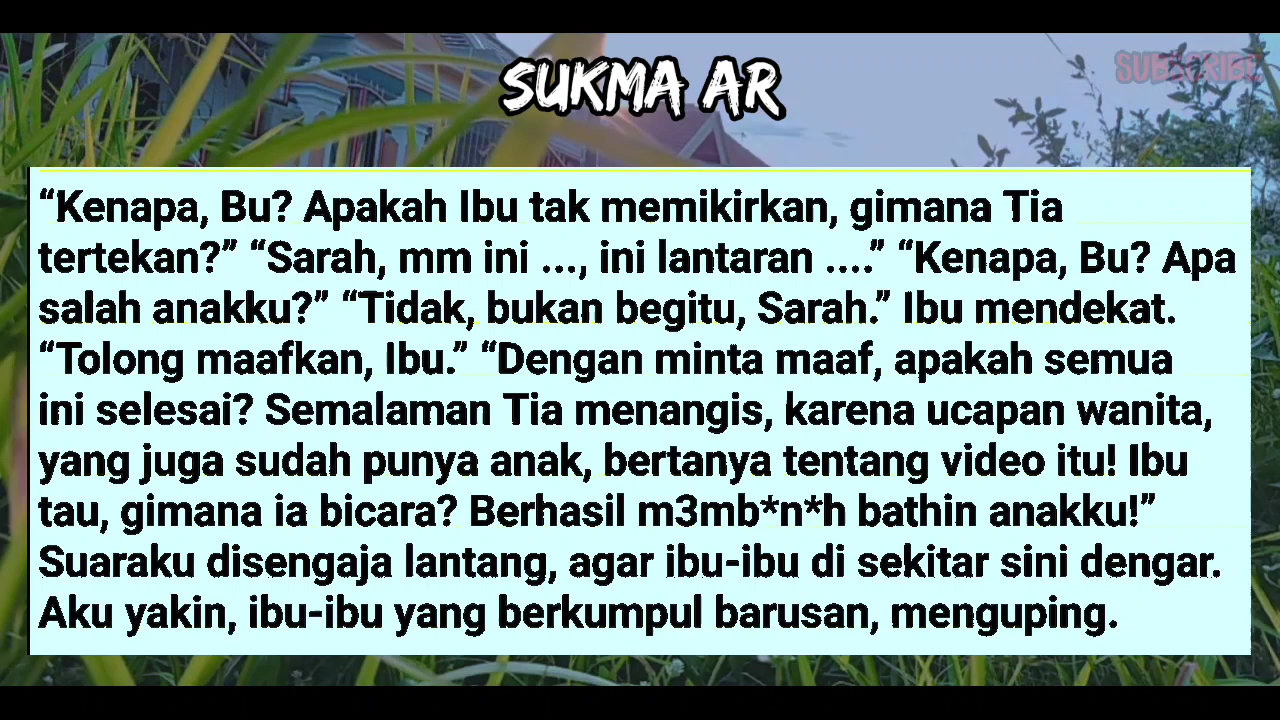 SUKMA AR
SUBSCRIBE
“Kenapa, Bu? Apakah Ibu tak memikirkan, gimana Tia
tertekan?” “Sarah, mm ini ..., ini lantaran ....” “Kenapa, Bu? Apa
salah anakku?” “Tidak, bukan begitu, Sarah.” Ibu mendekat.
“Tolong maafkan, Ibu.” “Dengan minta maaf, apakah semua
ini selesai? Semalaman Tia menangis, karena ucapan wanita,
yang juga sudah punya anak, bertanya tentang video itu! Ibu
tau, gimana ia bicara? Berhasil m3mb*n*h bathin anakku!”
Suaraku disengaja lantang, agar ibu-ibu di sekitar sini dengar.
Aku yakin, ibu-ibu yang berkumpul barusan, menguping.